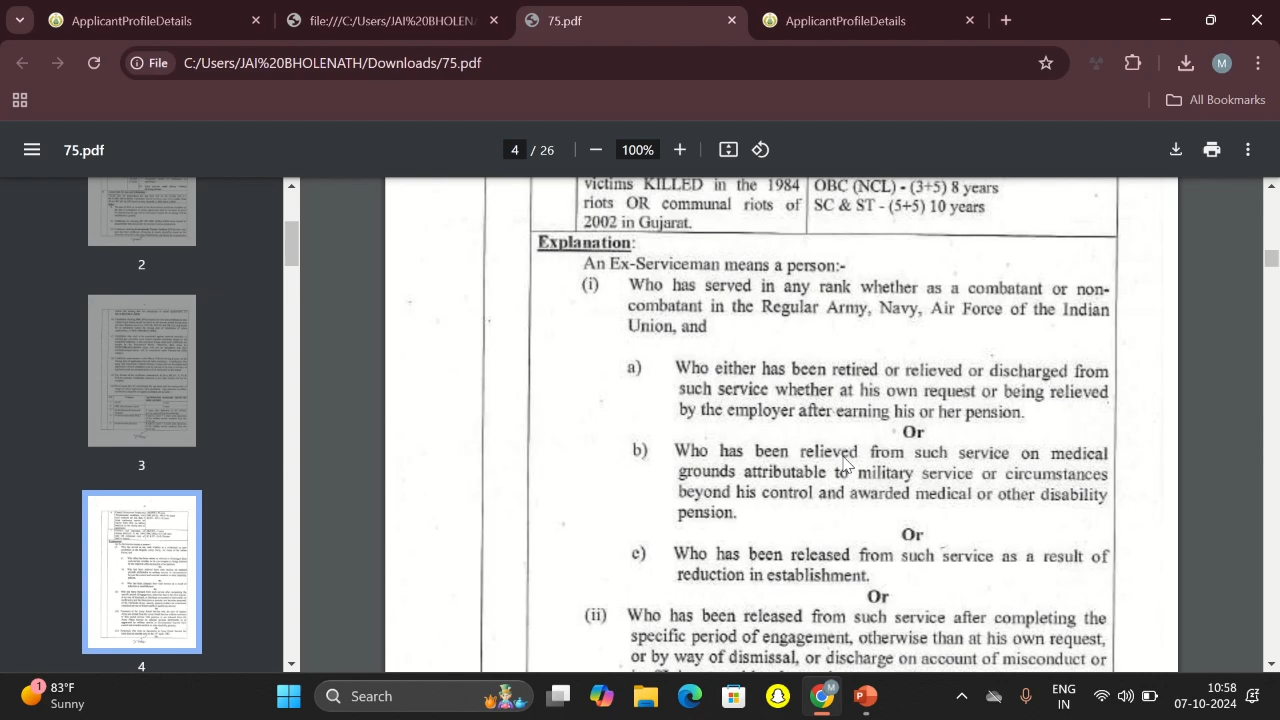 ApplicantProfileDetails
file:///C:/Users/JAI%20BHOLENA
75.pdf
ApplicantProfileDetails
File
C:/Users/JAI%20BHOLENATH/Downloads/75.pdf
M
All Bookmarks
75.pdf
4 / 26
100%
2
3
4
Victims KILLED in the 1984
riots OR communal riots of
2002 in Gujarat.
OBC (NCL) - (3+5) 8 years
SC & ST - (5+5) 10 years
Explanation:
An Ex-Serviceman means a person:-
(i) Who has served in any rank whether as a combatant or non-
combatant in the Regular Army, Navy, Air Force of the Indian
Union, and
a) Who either has been retired or relieved or discharged from
such service whether at his own request or being relieved
by the employer after earning his or her pension.
Or
b) Who has been relieved from such service on medical
grounds attributable to military service or circumstances
beyond his control and awarded medical or other disability
pension.
Or
c) Who has been released from such service as a result of
reduction in establishment.
Or
(ii) Who has been released from such service after completing the
specific period of engagement, otherwise than at his own request,
or by way of dismissal, or discharge on account of misconduct or
1
83°F
Sunny
Search
M
ENG
IN
10:58
07-10-2024